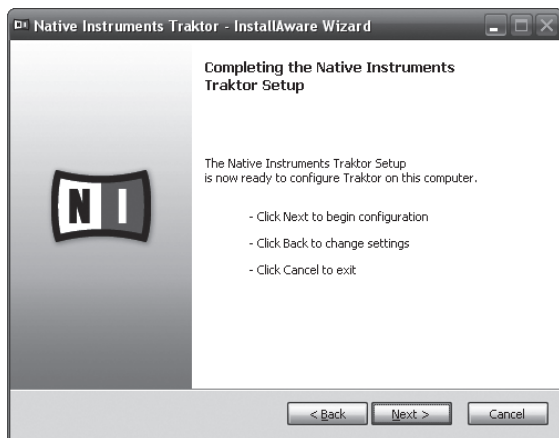 Native Instruments Traktor - InstallAware Wizard
Completing the Native Instruments
Traktor Setup
The Native Instruments Traktor Setup
is now ready to configure Traktor on this computer.
- Click Next to begin configuration
- Click Back to change settings
- Click Cancel to exit
N I
< Back
Next >
Cancel